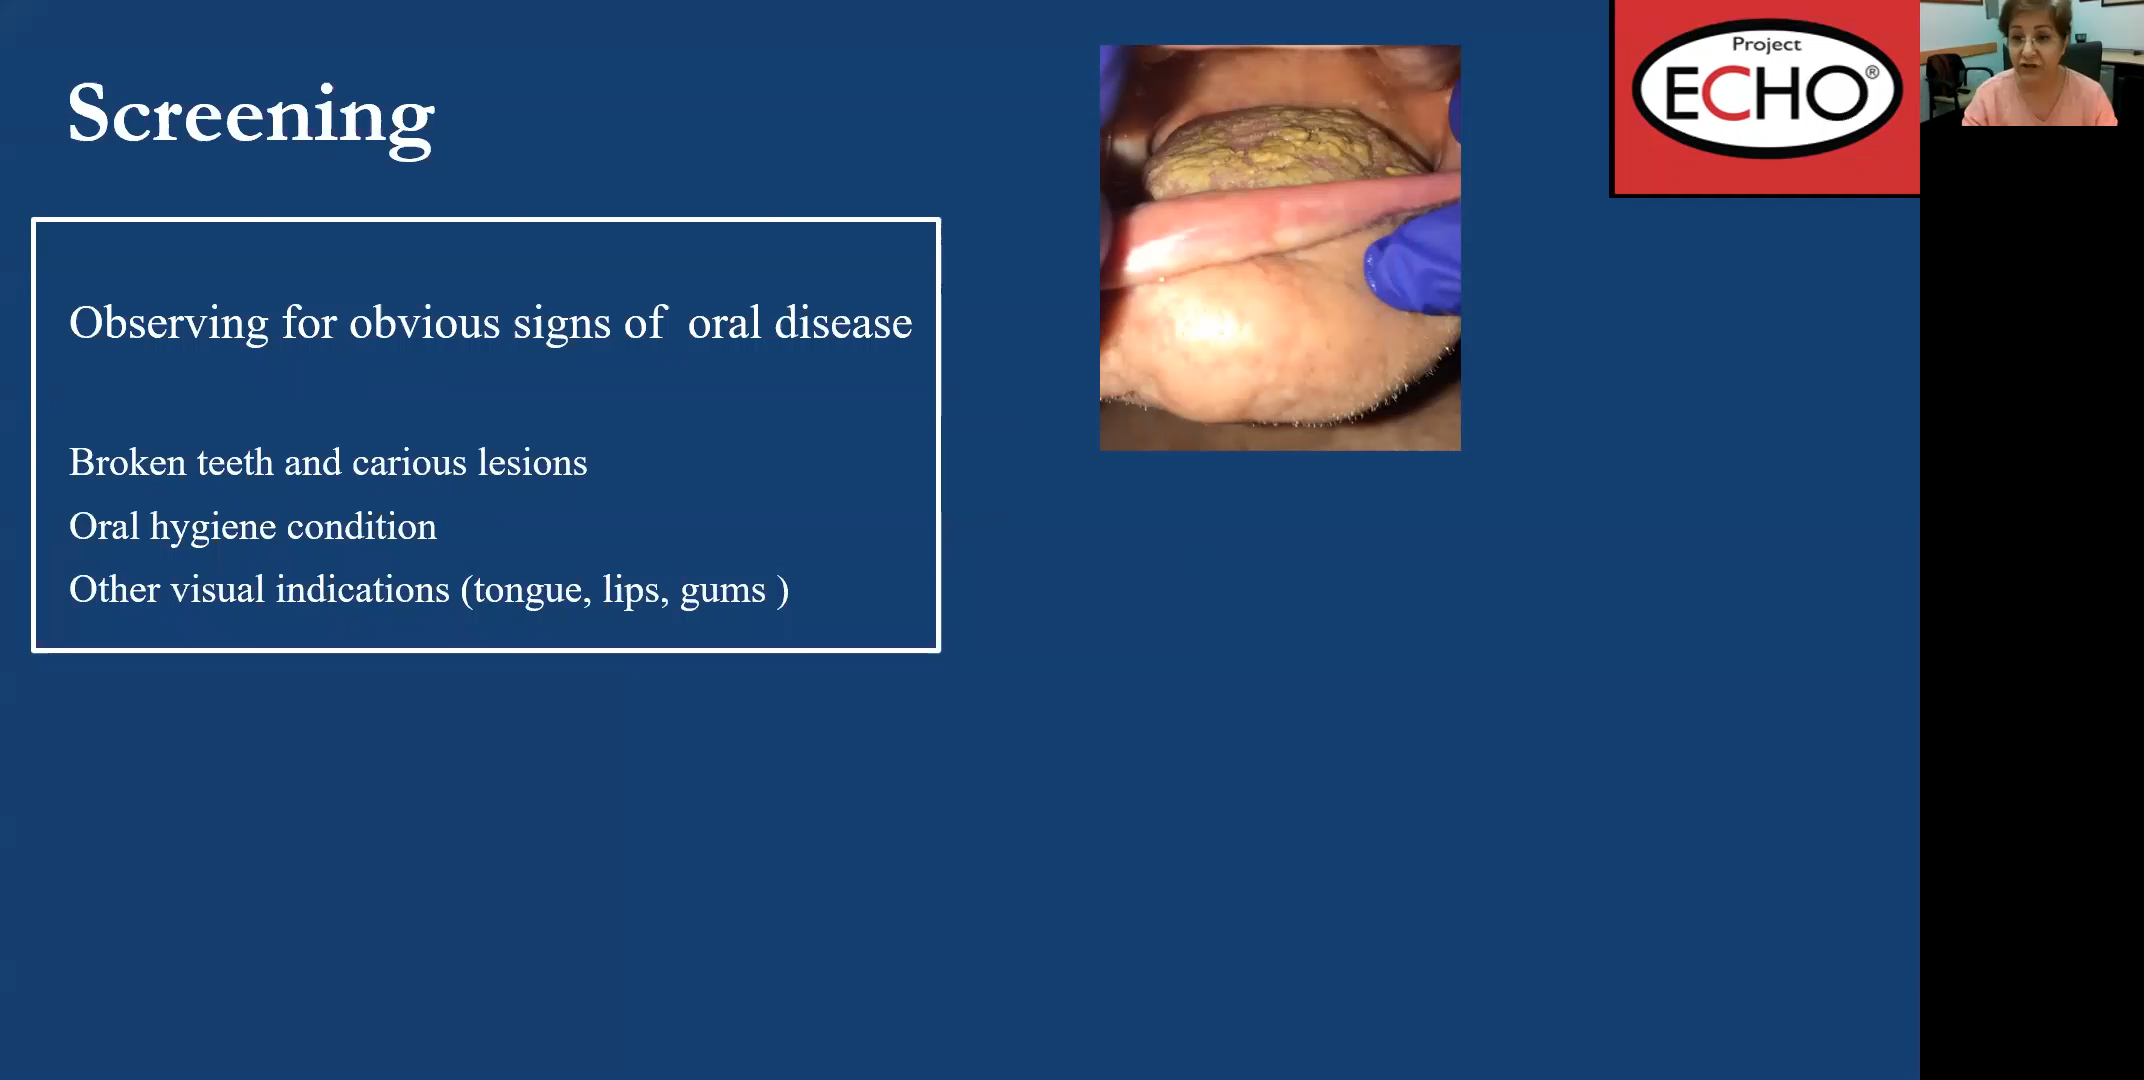 Screening
Observing for obvious signs of  oral disease
Broken teeth and carious lesions
Oral hygiene condition
Other visual indications (tongue, lips, gums )
Project
ECHO®